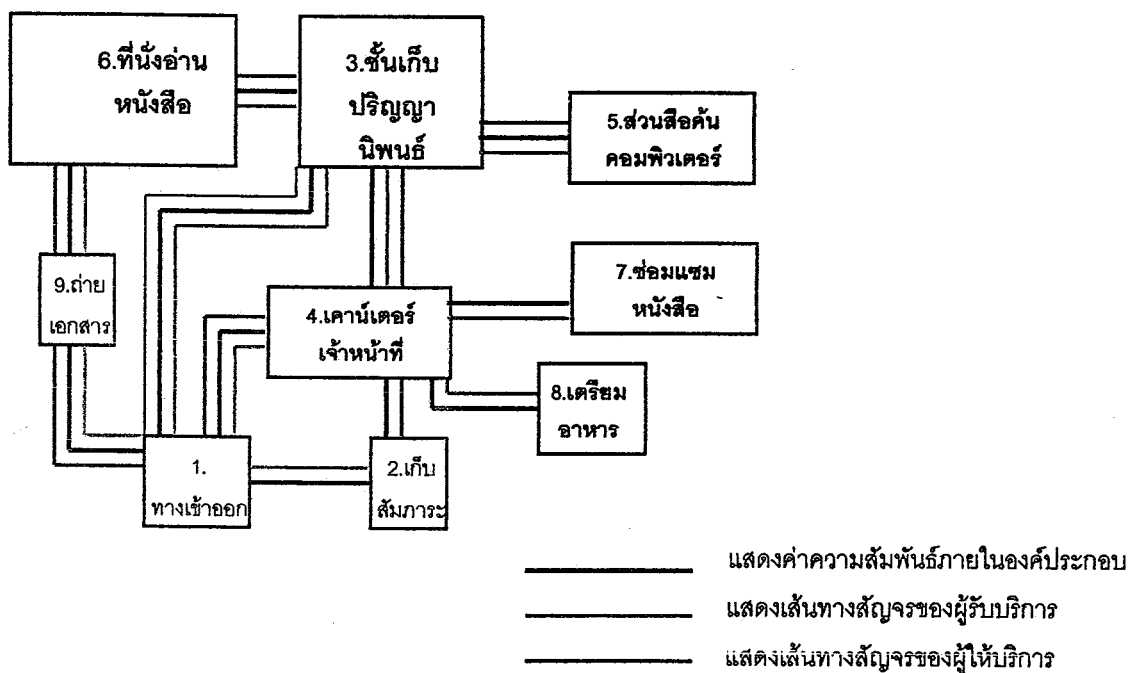 6.ที่นั่งอ่าน
หนังสือ
3.ชั้นเก็บ
ปริญญา
นิพนธ์
5.ส่วนสือค้น
คอมพิวเตอร์
9.ถ่าย
เอกสาร
4.เคาน์เตอร์
เจ้าหน้าที่
7.ซ่อมแซม
หนังสือ
8.เตรียม
อาหาร
1.
ทางเข้าออก
2.เก็บ
สัมภาระ
แสดงค่าความสัมพันธ์ภายในองค์ประกอบ
แสดงเส้นทางสัญจรของผู้รับบริการ
แสดงเส้นทางสัญจรของผู้ให้บริการ